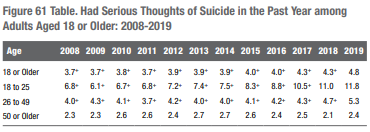 Figure 61 Table. Had Serious Thoughts of Suicide in the Past Year among
Adults Aged 18 or Older: 2008-2019
Age 2008 2009 2010 2011 2012 2013 2014 2015 2016 2017 2018 2019
18 or Older 3.7+ 3.7+ 3.8+ 3.7+ 3.9+ 3.9+ 3.9+ 4.0+ 4.0+ 4.3+ 4.3+ 4.8
18 to 25 6.8+ 6.1+ 6.7+ 6.8+ 7.2+ 7.4+ 7.5+ 8.3+ 8.8+ 10.5+ 11.0 11.8
26 to 49 4.0+ 4.3+ 4.1+ 3.7+ 4.2+ 4.0+ 4.0+ 4.1+ 4.2+ 4.3+ 4.7+ 5.3
50 or Older 2.3 2.3 2.6 2.6 2.4 2.7 2.7 2.6 2.4 2.5 2.1 2.4